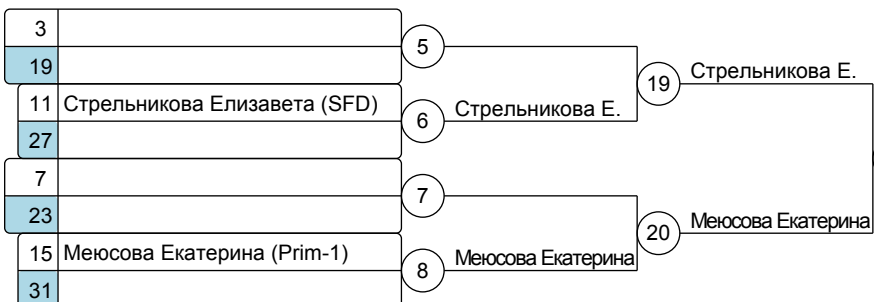 3
5
19
19
Стрельникова Е.
11 Стрельникова Елизавета (SFD)
6
Стрельникова Е.
27
7
7
23
20
Меюсова Екатерина
15 Меюсова Екатерина (Prim-1)
8
Меюсова Екатерина
31